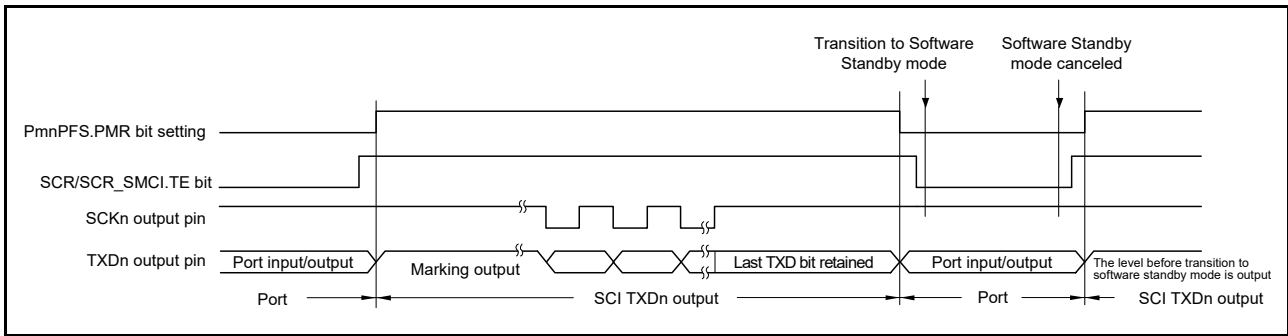 Transition to Software
Standby mode
Software Standby
mode canceled
PmnPFS.PMR bit setting
SCR/SCR_SMCI.TE bit
SCKn output pin
TXDn output pin
Port input/output
Marking output
Last TXD bit retained
Port input/output
The level before transition to
software standby mode is output
Port
SCI TXDn output
Port
SCI TXDn output